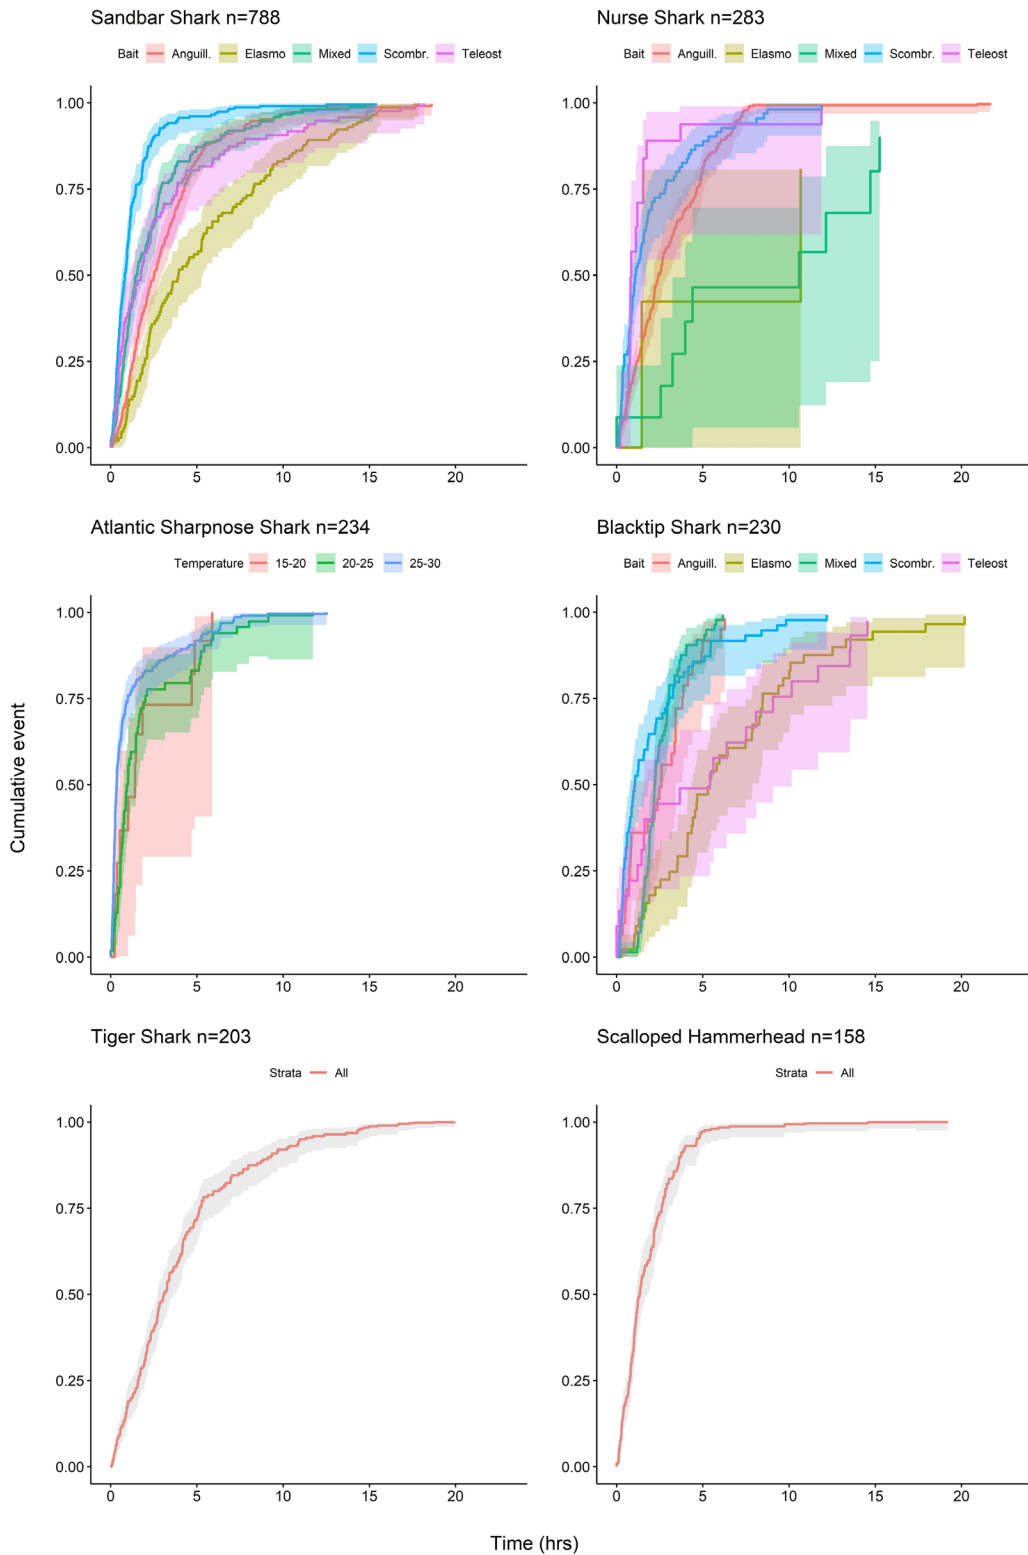 Sandbar Shark n=788
Bait Anguill. Elasmo Mixed Scombr. Teleost
1.00
0.75
0.50
0.25
0.00
0 5 10 15 20
Nurse Shark n=283
Bait Anguill. Elasmo Mixed Scombr. Teleost
1.00
0.75
0.50
0.25
0.00
0 5 10 15 20
Atlantic Sharpnose Shark n=234
Temperature 15-20 20-25 25-30
1.00
0.75
0.50
0.25
0.00
0 5 10 15 20
Blacktip Shark n=230
Bait Anguill. Elasmo Mixed Scombr. Teleost
1.00
0.75
0.50
0.25
0.00
0 5 10 15 20
Cumulative event
Tiger Shark n=203
Strata All
1.00
0.75
0.50
0.25
0.00
0 5 10 15 20
Scalloped Hammerhead n=158
Strata All
1.00
0.75
0.50
0.25
0.00
0 5 10 15 20
Time (hrs)